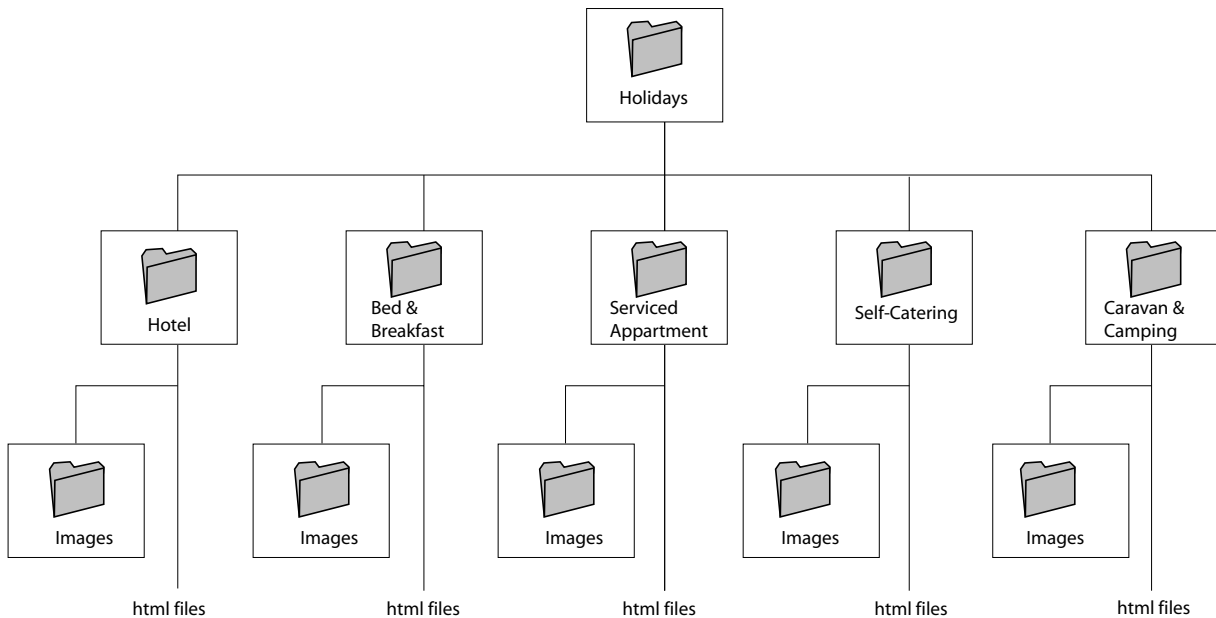 Holidays
Hotel
Bed &
Breakfast
Serviced
Appartment
Self-Catering
Caravan &
Camping
Images
Images
Images
Images
Images
html files
html files
html files
html files
html files